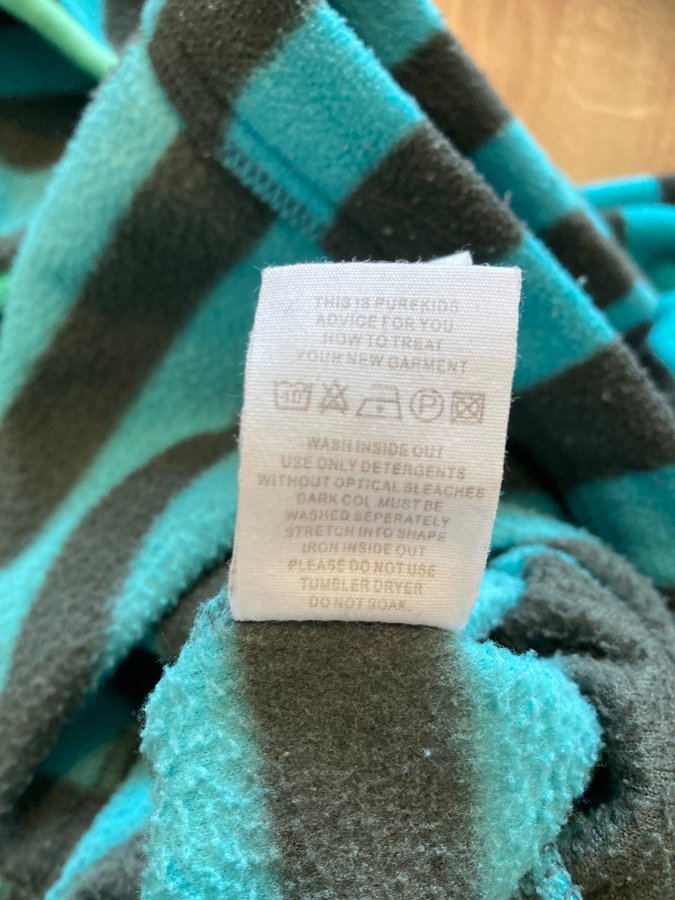 THIS IS PUREKIDS
ADVICE FOR YOU
HOW TO TREAT
YOUR NEW GARMENT
40° P
WASH INSIDE OUT
USE ONLY DETERGENTS
WITHOUT OPTICAL BLEACHES
DARK COL. MUST BE
WASHED SEPERATELY
STRETCH INTO SHAPE
IRON INSIDE OUT
PLEASE DO NOT USE
TUMBLER DRYER
DO NOT SOAK.